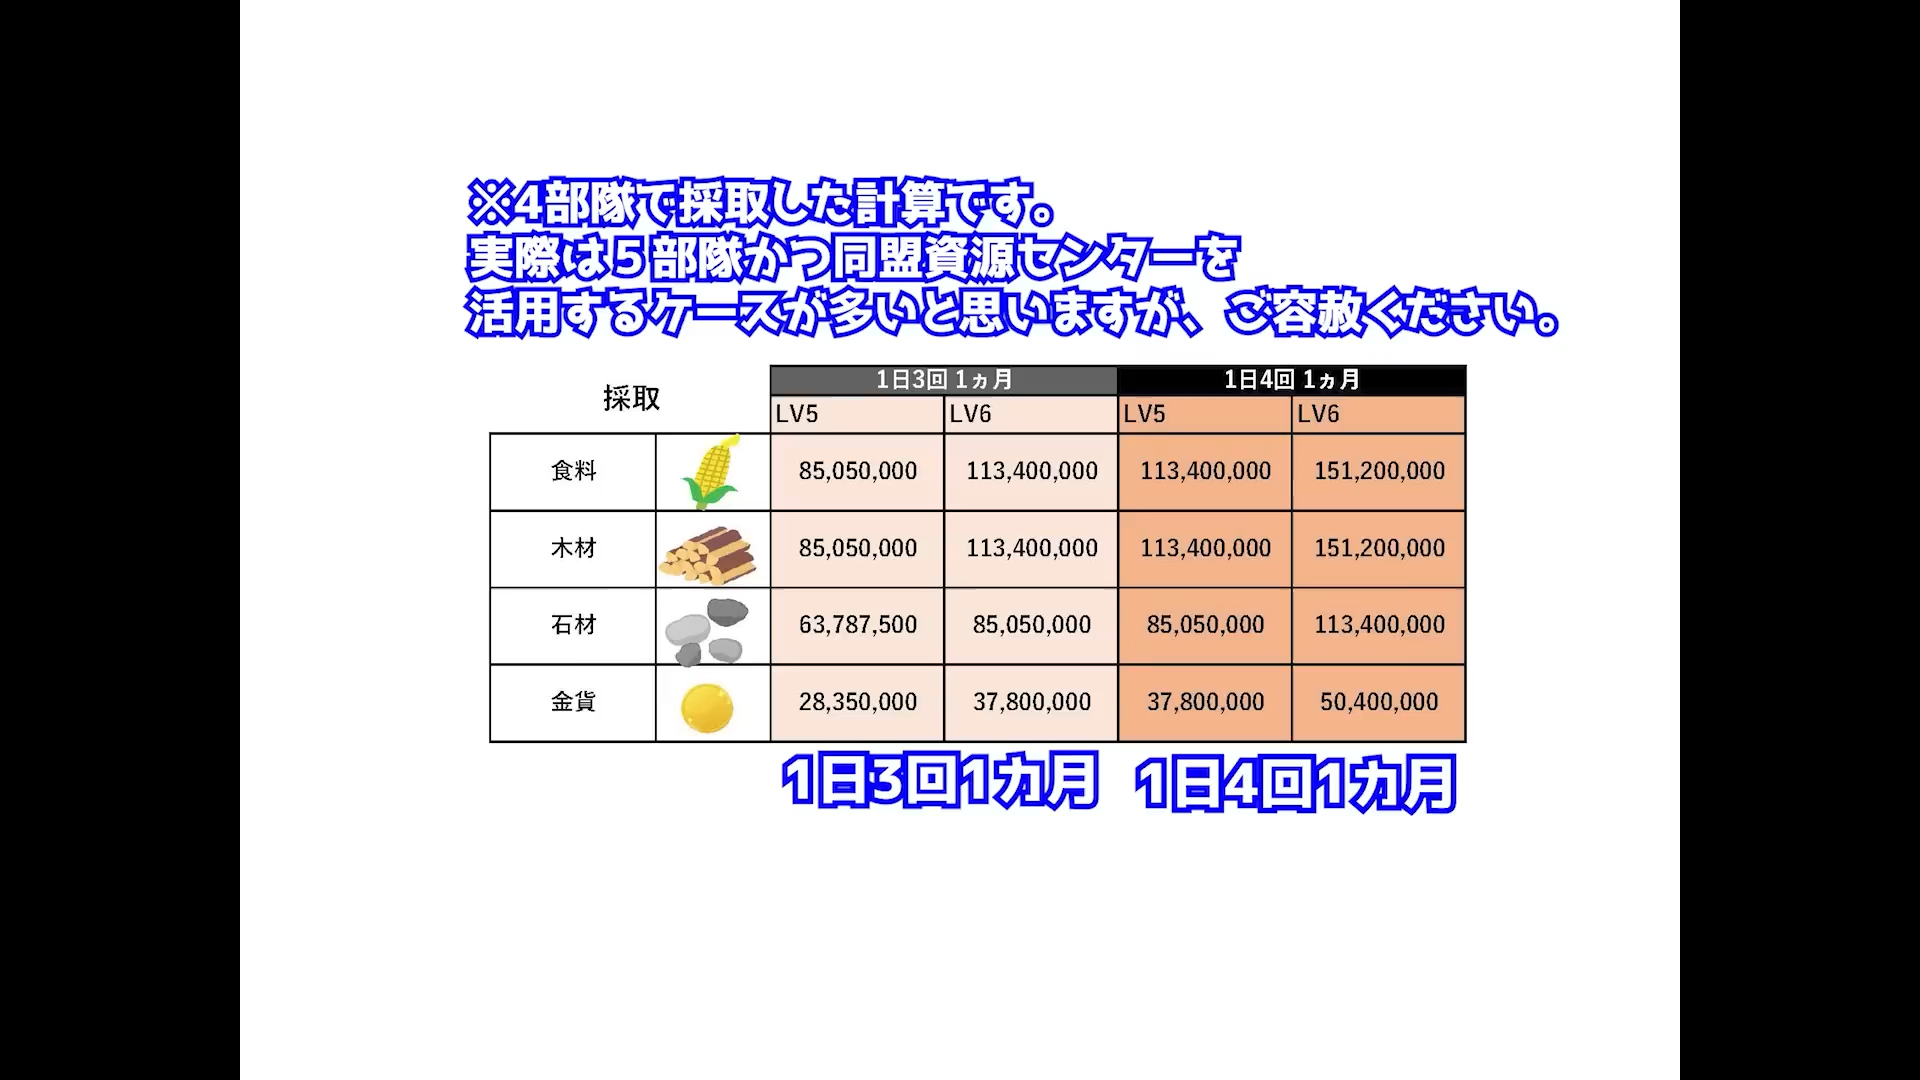 ※4部隊で採取した計算です。
実際は５部隊かつ同盟資源センターを
活用するケースが多いと思いますが、ご容赦ください。
採取 1日3回 1ヵ月 1日4回 1ヵ月
LV5 LV6 LV5 LV6
食料 85,050,000 113,400,000 113,400,000 151,200,000
木材 85,050,000 113,400,000 113,400,000 151,200,000
石材 63,787,500 85,050,000 85,050,000 113,400,000
金貨 28,350,000 37,800,000 37,800,000 50,400,000
1日3回1カ月 1日4回1カ月